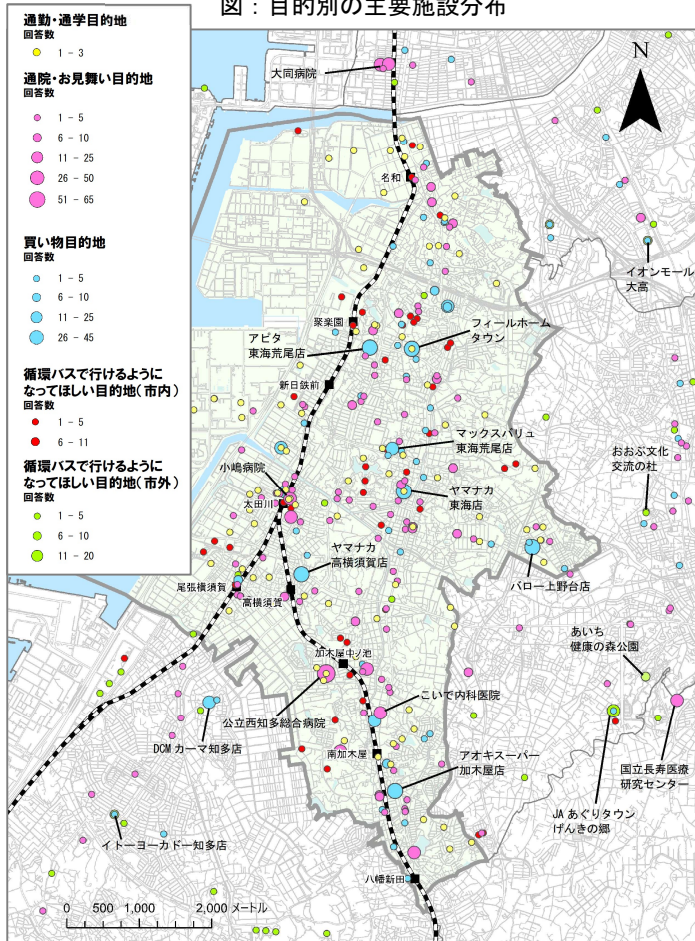 図：目的別の主要施設分布
通勤・通学目的地
回答数
1 - 3
通院・お見舞い目的地
回答数
1 - 5
6 - 10
11 - 25
26 - 50
51 - 65
買い物目的地
回答数
1 - 5
6 - 10
11 - 25
26 - 45
循環バスで行けるように
なってほしい目的地(市内)
回答数
1 - 5
6 - 11
循環バスで行けるように
なってほしい目的地(市外)
回答数
1 - 5
11 - 20
N
大同病院
名和
イオンモール
大高
聚楽園
アピタ
東海荒尾店
フィールホーム
タウン
新日鉄前
マックスバリュ
東海荒尾店
おおぶ文化
交流の杜
小嶋病院
太田川
ヤマナカ
東海店
ヤマナカ
高横須賀店
バロー上野台店
尾張横須賀
高横須賀
あいち
健康の森公園
加木屋中ノ池
こいで内科医院
公立西知多総合病院
DCM カーマ知多店
南加木屋
アオキスーパー
加木屋店
国立長寿医療
研究センター
JA あぐりタウン
げんきの郷
イトーヨーカドー知多店
八幡新田
0 500 1,000 2,000 メートル